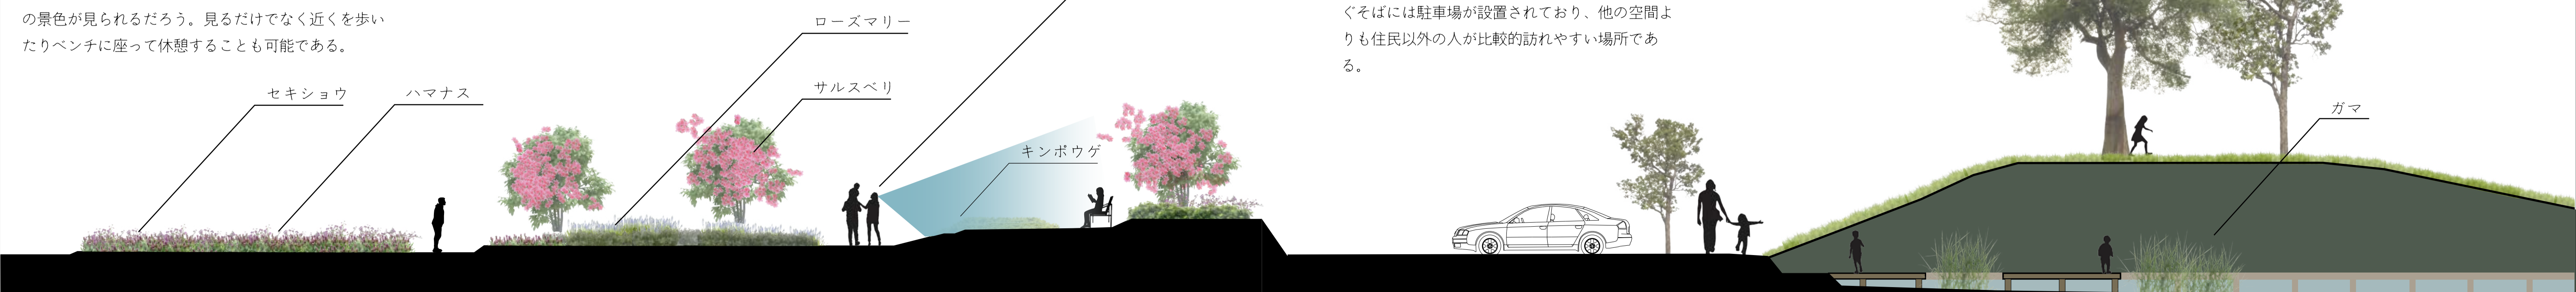 の景色が見られるだろう。見るだけでなく近くを歩い
たりベンチに座って休憩することも可能である。
セキショウ
ハマナス
ローズマリー
サルスベリ
キンポウゲ
ぐそばには駐車場が設置されており、他の空間よ
りも住民以外の人が比較的訪れやすい場所であ
る。
ガマ